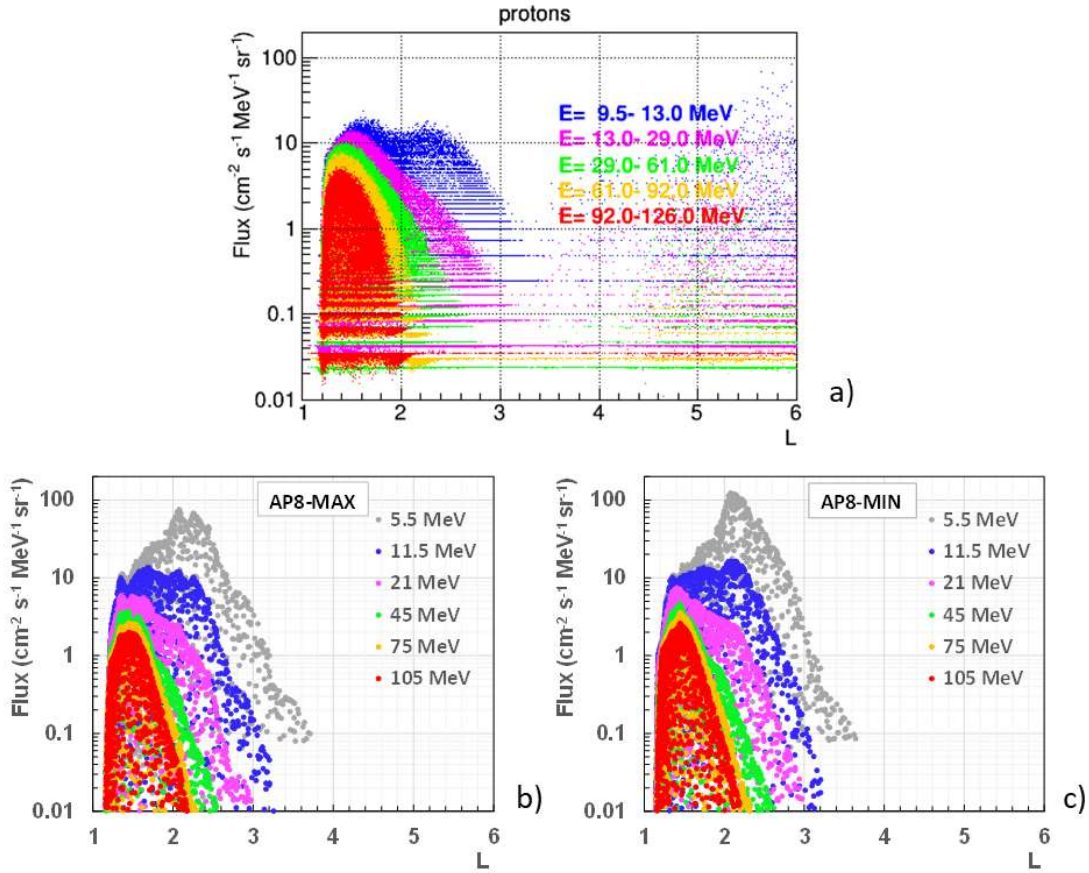 protons
Flux (cm⁻² s⁻¹ MeV⁻¹ sr⁻¹)
100
10
1
0.1
0.01
E= 9.5- 13.0 MeV
E= 13.0- 29.0 MeV
E= 29.0- 61.0 MeV
E= 61.0- 92.0 MeV
E= 92.0-126.0 MeV
1 2 3 4 5 6
L
a)
Flux (cm⁻² s⁻¹ MeV⁻¹ sr⁻¹)
100
10
1
0.1
0.01
AP8-MAX
5.5 MeV
11.5 MeV
21 MeV
45 MeV
75 MeV
105 MeV
1 2 3 4 5 6
L
b)
Flux (cm⁻² s⁻¹ MeV⁻¹ sr⁻¹)
100
10
1
0.1
0.01
AP8-MIN
5.5 MeV
11.5 MeV
21 MeV
45 MeV
75 MeV
105 MeV
1 2 3 4 5 6
L
c)